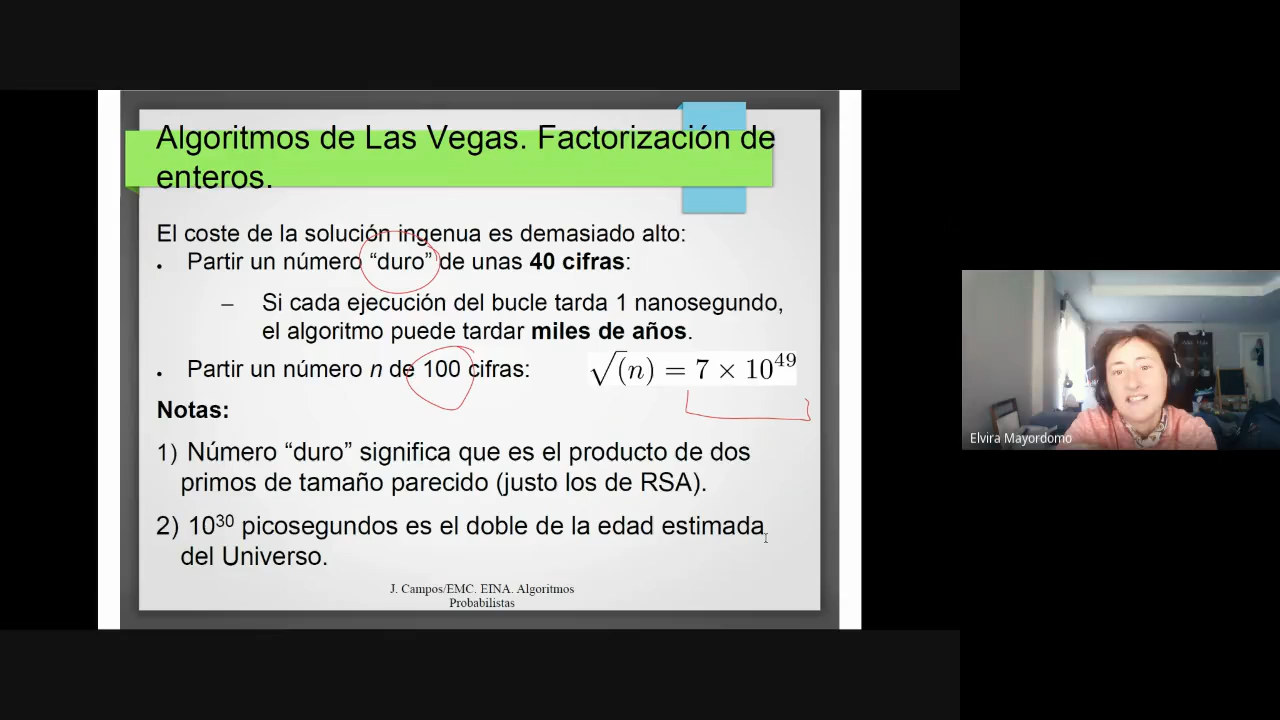 Algoritmos de Las Vegas. Factorización de
enteros.
El coste de la solución ingenua es demasiado alto:
• Partir un número “duro” de unas 40 cifras:
– Si cada ejecución del bucle tarda 1 nanosegundo,
el algoritmo puede tardar miles de años.
• Partir un número n de 100 cifras: √(n) = 7 × 10⁴⁹
Notas:
1) Número “duro” significa que es el producto de dos
primos de tamaño parecido (justo los de RSA).
2) 10³⁰ picosegundos es el doble de la edad estimada
del Universo.
J. Campos/EMC. EINA. Algoritmos
Probabilistas
Elvira Mayordomo